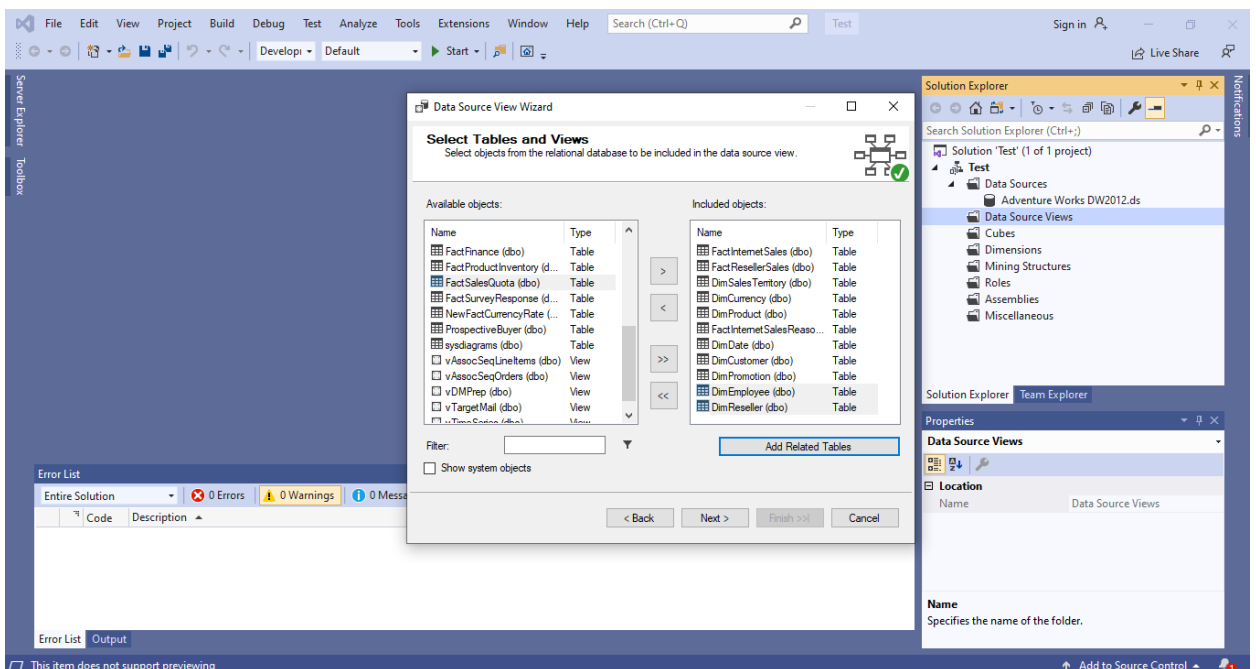 File Edit View Project Build Debug Test Analyze Tools Extensions Window Help Search (Ctrl+Q) Test Sign in
Default Start Live Share
Server Explorer
Toolbox
Notifications
Data Source View Wizard
Select Tables and Views
Select objects from the relational database to be included in the data source view.
Available objects:
Name Type
FactFinance (dbo) Table
FactProductInventory (d... Table
FactSalesQuota (dbo) Table
FactSurveyResponse (d... Table
NewFactCurrencyRate (... Table
ProspectiveBuyer (dbo) Table
sysdiagrams (dbo) Table
vAssocSeqLineItems (dbo) View
vAssocSeqOrders (dbo) View
vDMPrep (dbo) View
vTargetMail (dbo) View
vTimeSeries (dbo) View
>
<
>>
<<
Included objects:
Name Type
FactInternetSales (dbo) Table
FactResellerSales (dbo) Table
DimSalesTerritory (dbo) Table
DimCurrency (dbo) Table
DimProduct (dbo) Table
FactInternetSalesReaso... Table
DimDate (dbo) Table
DimCustomer (dbo) Table
DimPromotion (dbo) Table
DimEmployee (dbo) Table
DimReseller (dbo) Table
Filter:
Add Related Tables
Show system objects
< Back Next > Finish >>| Cancel
Solution Explorer
Search Solution Explorer (Ctrl+;)
Solution 'Test' (1 of 1 project)
Test
Data Sources
Adventure Works DW2012.ds
Data Source Views
Cubes
Dimensions
Mining Structures
Roles
Assemblies
Miscellaneous
Solution Explorer Team Explorer
Properties
Data Source Views
Location
Name Data Source Views
Name
Specifies the name of the folder.
Error List
Entire Solution 0 Errors 0 Warnings 0 Messa
Code Description
Error List Output
This item does not support previewing Add to Source Control